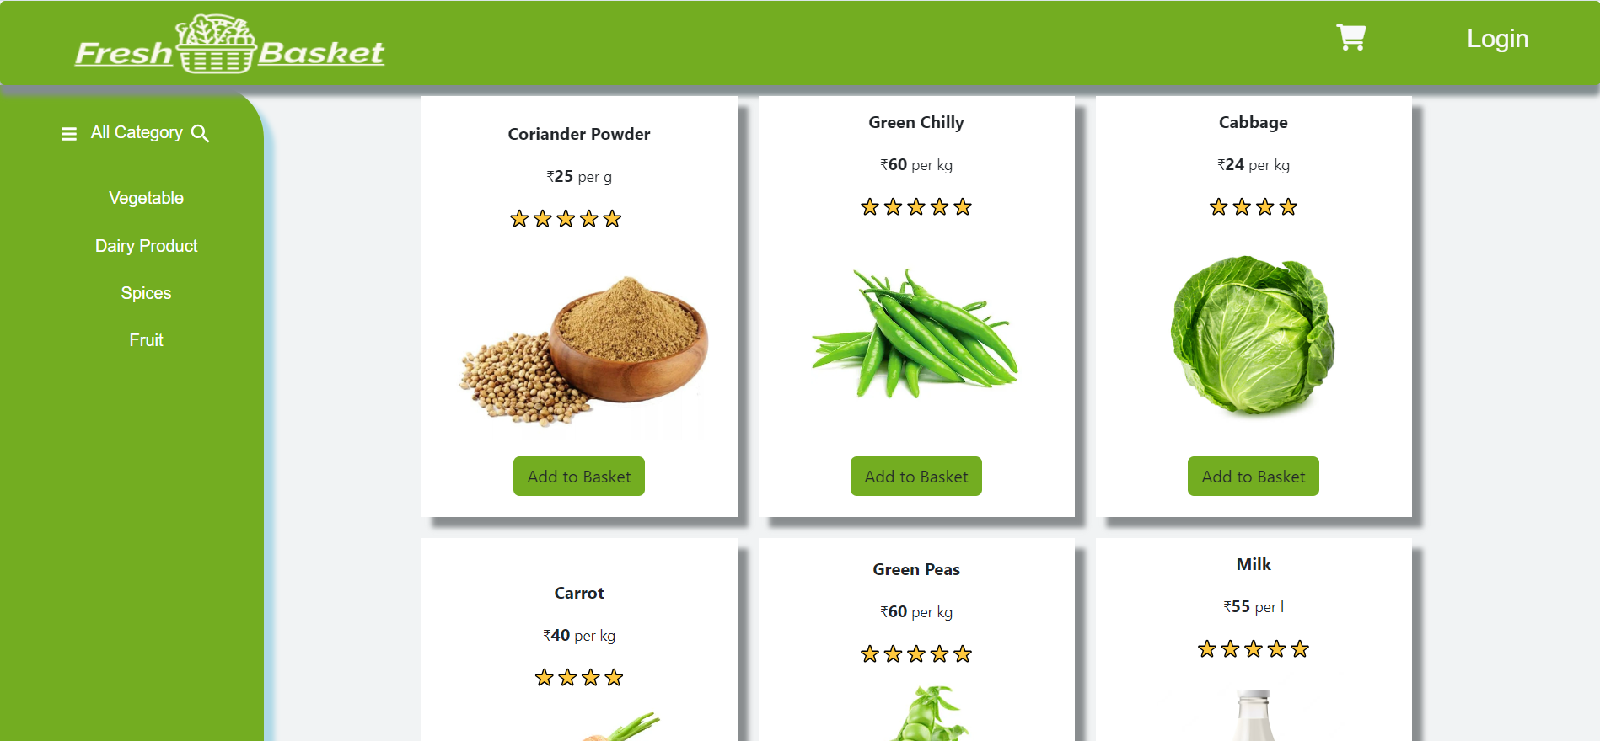 Fresh Basket
Login
All Category
Vegetable
Dairy Product
Spices
Fruit
Coriander Powder
₹25 per g
Add to Basket
Green Chilly
₹60 per kg
Add to Basket
Cabbage
₹24 per kg
Add to Basket
Carrot
₹40 per kg
Green Peas
₹60 per kg
Milk
₹55 per l